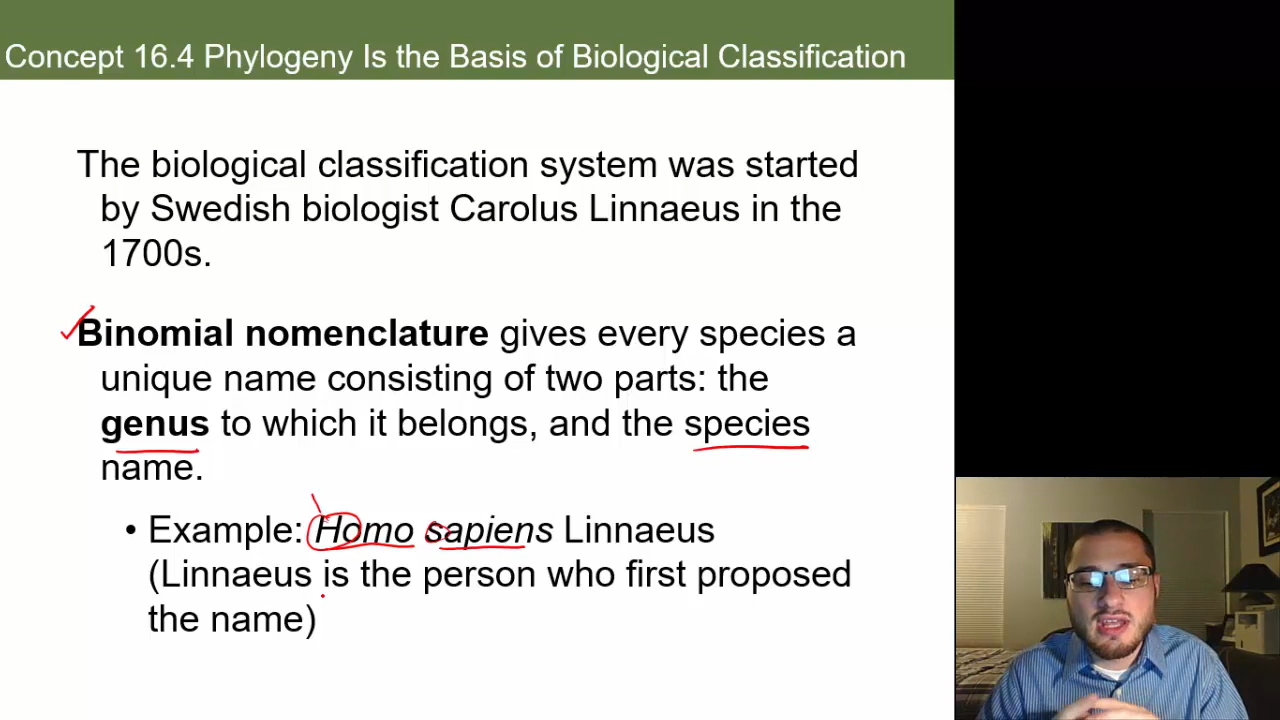 Concept 16.4 Phylogeny Is the Basis of Biological Classification
The biological classification system was started
by Swedish biologist Carolus Linnaeus in the
1700s.
Binomial nomenclature gives every species a
unique name consisting of two parts: the
genus to which it belongs, and the species
name.
• Example: Homo sapiens Linnaeus
(Linnaeus is the person who first proposed
the name)